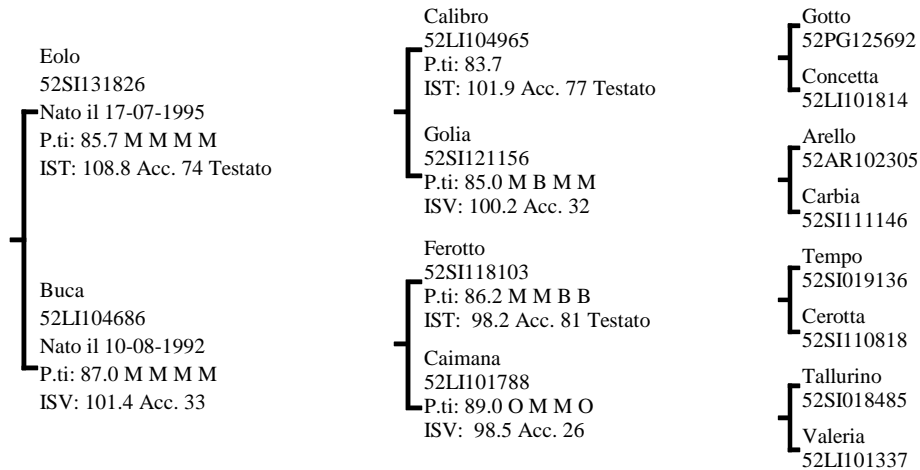 Eolo
52SI131826
Nato il 17-07-1995
P.ti: 85.7 M M M M
IST: 108.8 Acc. 74 Testato
Buca
52LI104686
Nato il 10-08-1992
P.ti: 87.0 M M M M
ISV: 101.4 Acc. 33
Calibro
52LI104965
P.ti: 83.7
IST: 101.9 Acc. 77 Testato
Golia
52SI121156
P.ti: 85.0 M B M M
ISV: 100.2 Acc. 32
Ferotto
52SI118103
P.ti: 86.2 M M B B
IST: 98.2 Acc. 81 Testato
Caimana
52LI101788
P.ti: 89.0 O M M O
ISV: 98.5 Acc. 26
Gotto
52PG125692
Concetta
52LI101814
Arello
52AR102305
Carbia
52SI111146
Tempo
52SI019136
Cerotta
52SI110818
Tallurino
52SI018485
Valeria
52LI101337